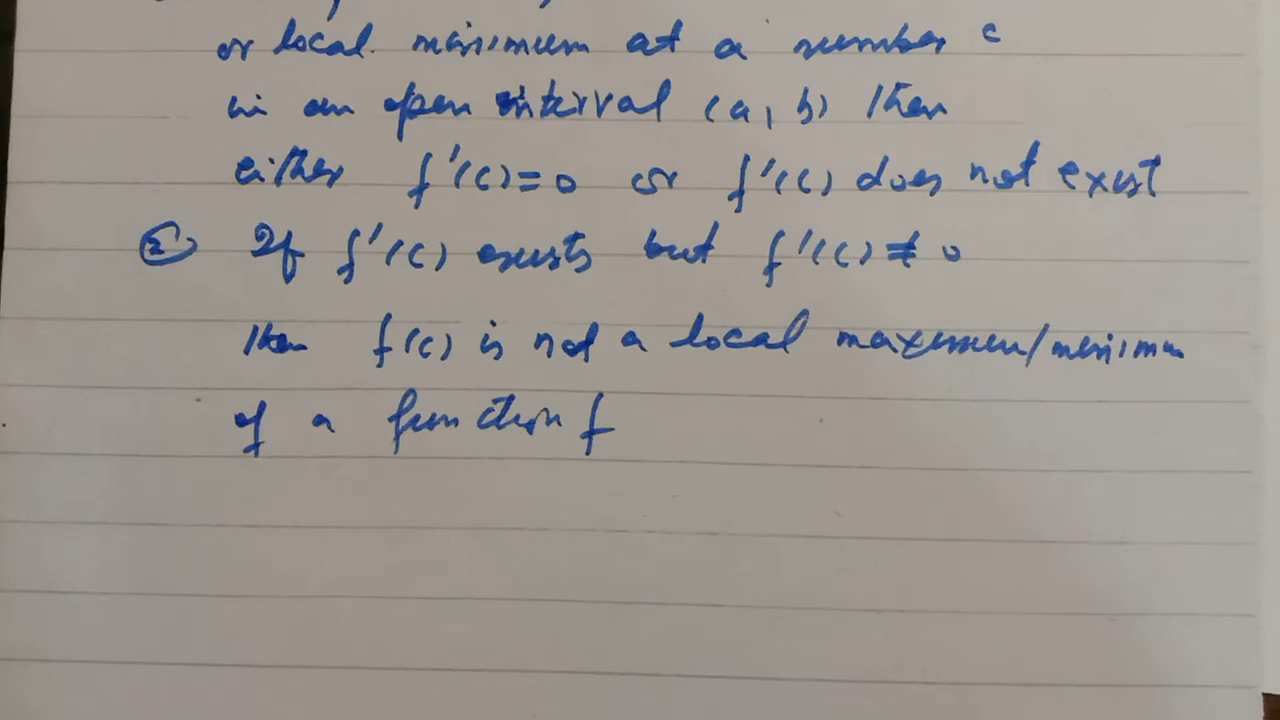 or local minimum at a number c
in an open interval (a, b) then
either f'(c)=0 or f'(c) does not exist
② If f'(c) exists but f'(c) ≠ 0
then f(c) is not a local maximum/minimum
of a function f